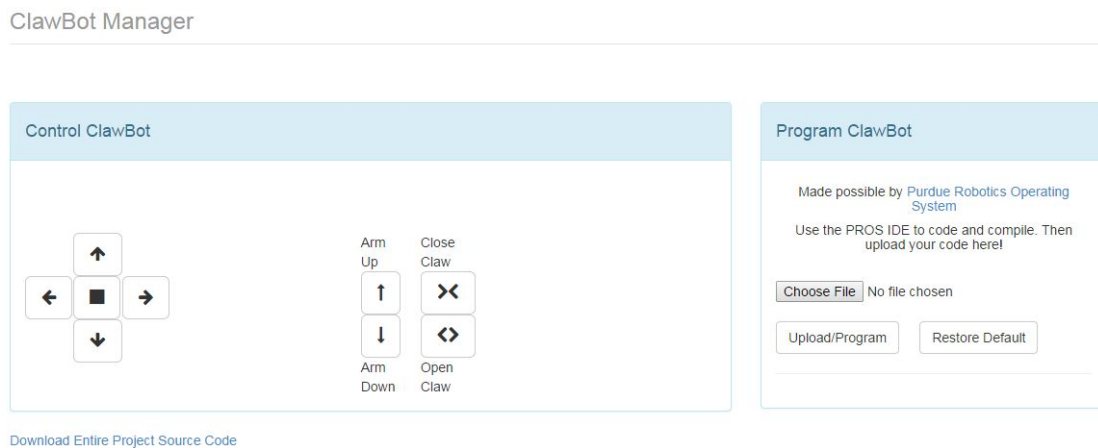 ClawBot Manager
Control ClawBot
Arm
Up
Close
Claw
Arm
Down
Open
Claw
Program ClawBot
Made possible by Purdue Robotics Operating
System
Use the PROS IDE to code and compile. Then
upload your code here!
Choose File No file chosen
Upload/Program
Restore Default
Download Entire Project Source Code